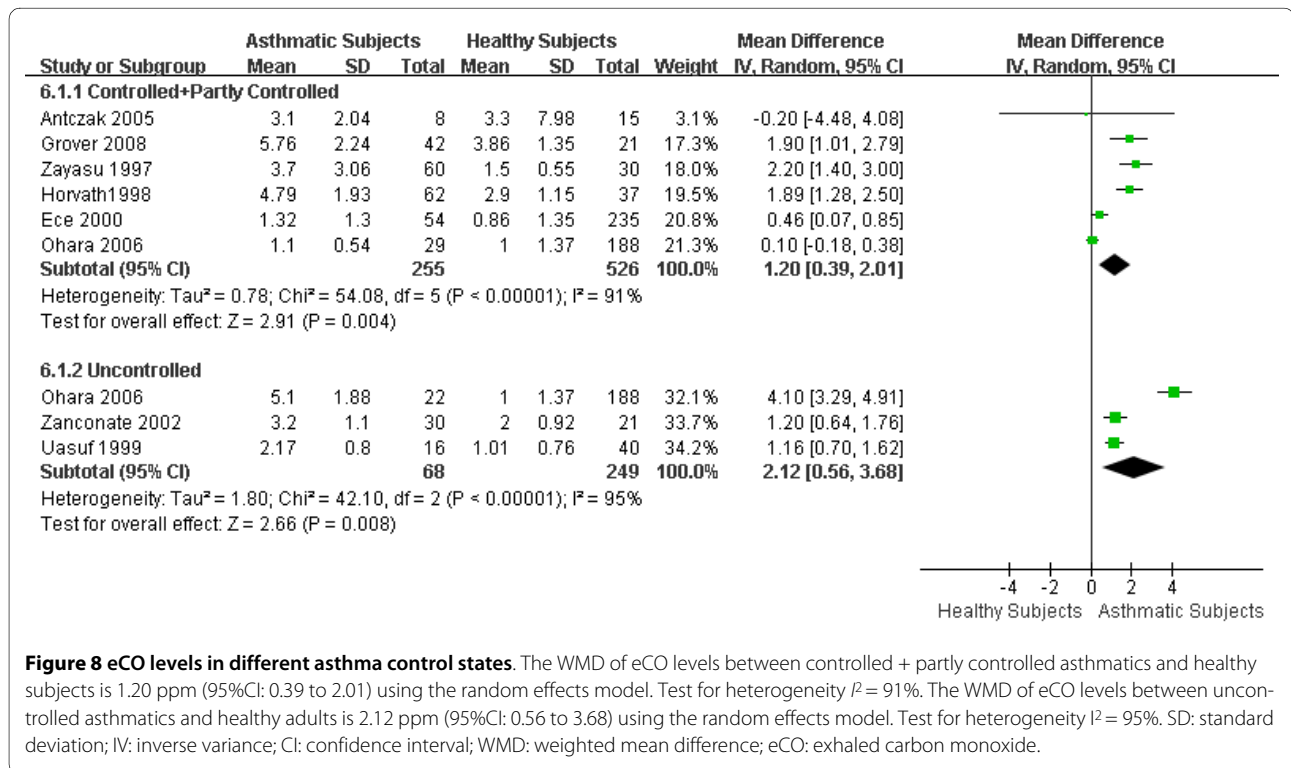 Asthmatic Subjects Healthy Subjects Mean Difference Mean Difference
Study or Subgroup Mean SD Total Mean SD Total Weight IV, Random, 95% CI IV, Random, 95% CI
6.1.1 Controlled+Partly Controlled
Antczak 2005 3.1 2.04 8 3.3 7.98 15 3.1% -0.20 [-4.48, 4.08]
Grover 2008 5.76 2.24 42 3.86 1.35 21 17.3% 1.90 [1.01, 2.79]
Zayasu 1997 3.7 3.06 60 1.5 0.55 30 18.0% 2.20 [1.40, 3.00]
Horvath1998 4.79 1.93 62 2.9 1.15 37 19.5% 1.89 [1.28, 2.50]
Ece 2000 1.32 1.3 54 0.86 1.35 235 20.8% 0.46 [0.07, 0.85]
Ohara 2006 1.1 0.54 29 1 1.37 188 21.3% 0.10 [-0.18, 0.38]
Subtotal (95% CI) 255 526 100.0% 1.20 [0.39, 2.01]
Heterogeneity: Tau² = 0.78; Chi² = 54.08, df = 5 (P < 0.00001); I² = 91%
Test for overall effect: Z = 2.91 (P = 0.004)
6.1.2 Uncontrolled
Ohara 2006 5.1 1.88 22 1 1.37 188 32.1% 4.10 [3.29, 4.91]
Zanconate 2002 3.2 1.1 30 2 0.92 21 33.7% 1.20 [0.64, 1.76]
Uasuf 1999 2.17 0.8 16 1.01 0.76 40 34.2% 1.16 [0.70, 1.62]
Subtotal (95% CI) 68 249 100.0% 2.12 [0.56, 3.68]
Heterogeneity: Tau² = 1.80; Chi² = 42.10, df = 2 (P < 0.00001); I² = 95%
Test for overall effect: Z = 2.66 (P = 0.008)
-4 -2 0 2 4
Healthy Subjects Asthmatic Subjects
Figure 8 eCO levels in different asthma control states. The WMD of eCO levels between controlled + partly controlled asthmatics and healthy
subjects is 1.20 ppm (95%CI: 0.39 to 2.01) using the random effects model. Test for heterogeneity I² = 91%. The WMD of eCO levels between uncon-
trolled asthmatics and healthy adults is 2.12 ppm (95%CI: 0.56 to 3.68) using the random effects model. Test for heterogeneity I² = 95%. SD: standard
deviation; IV: inverse variance; CI: confidence interval; WMD: weighted mean difference; eCO: exhaled carbon monoxide.